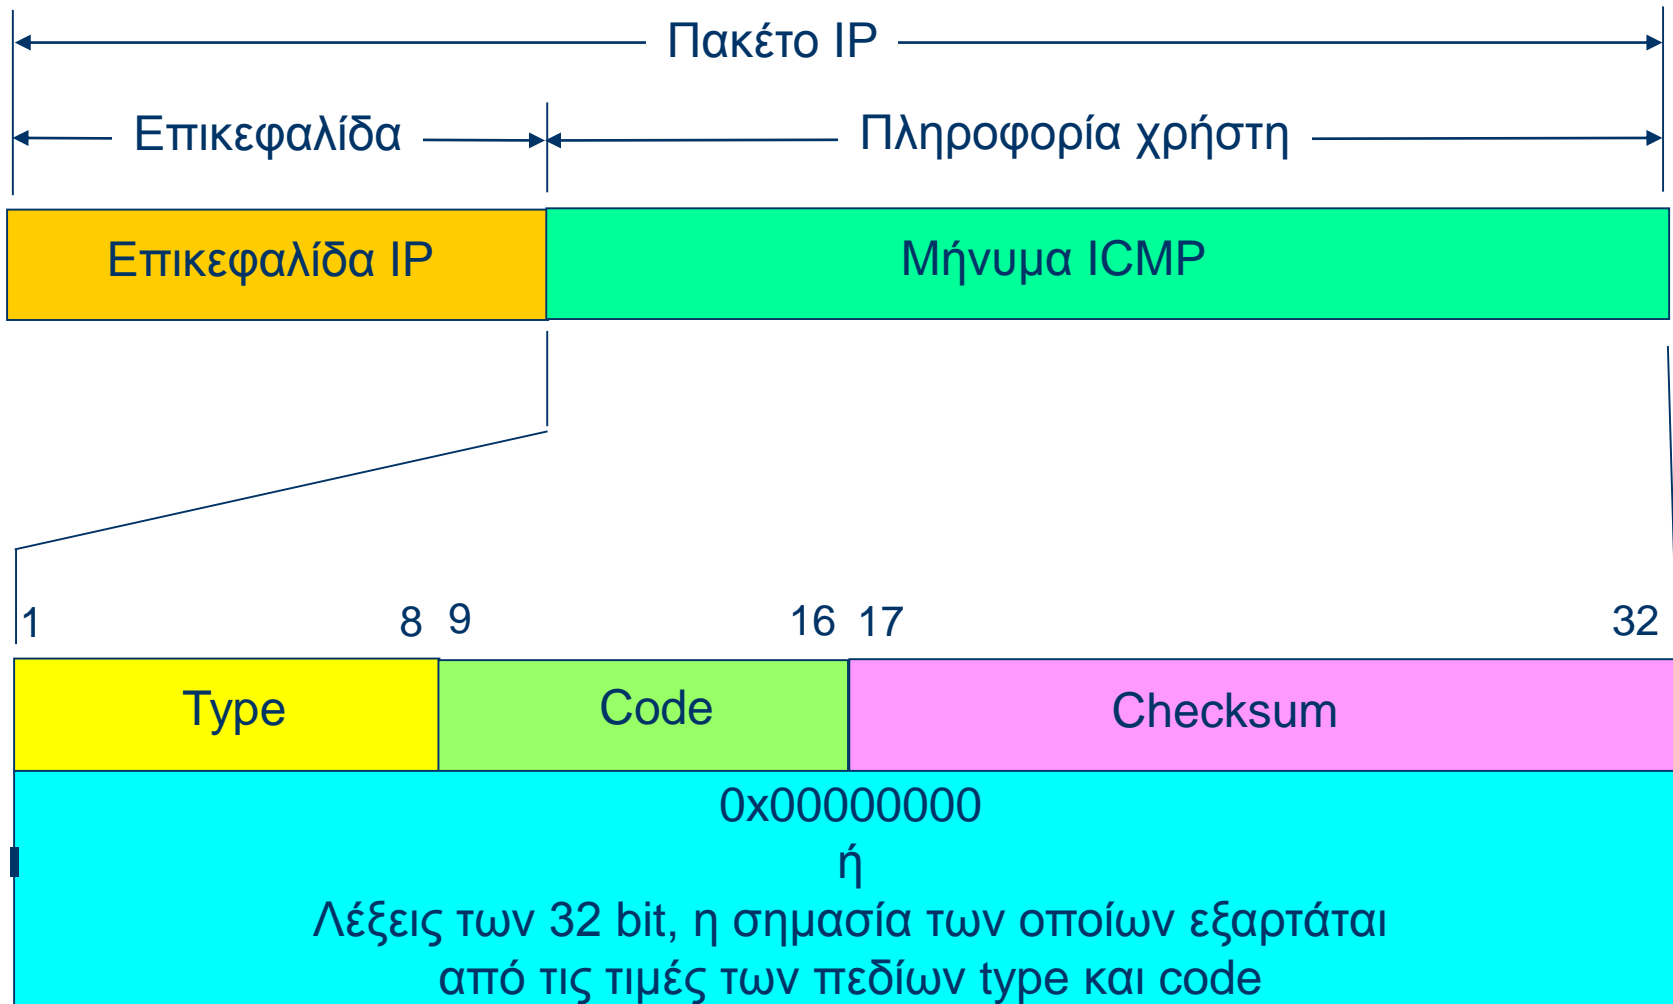 Πακέτο IP
Επικεφαλίδα Πληροφορία χρήστη
Επικεφαλίδα IP Μήνυμα ICMP
1 8 9 16 17 32
Type Code Checksum
0x00000000
ή
Λέξεις των 32 bit, η σημασία των οποίων εξαρτάται
από τις τιμές των πεδίων type και code